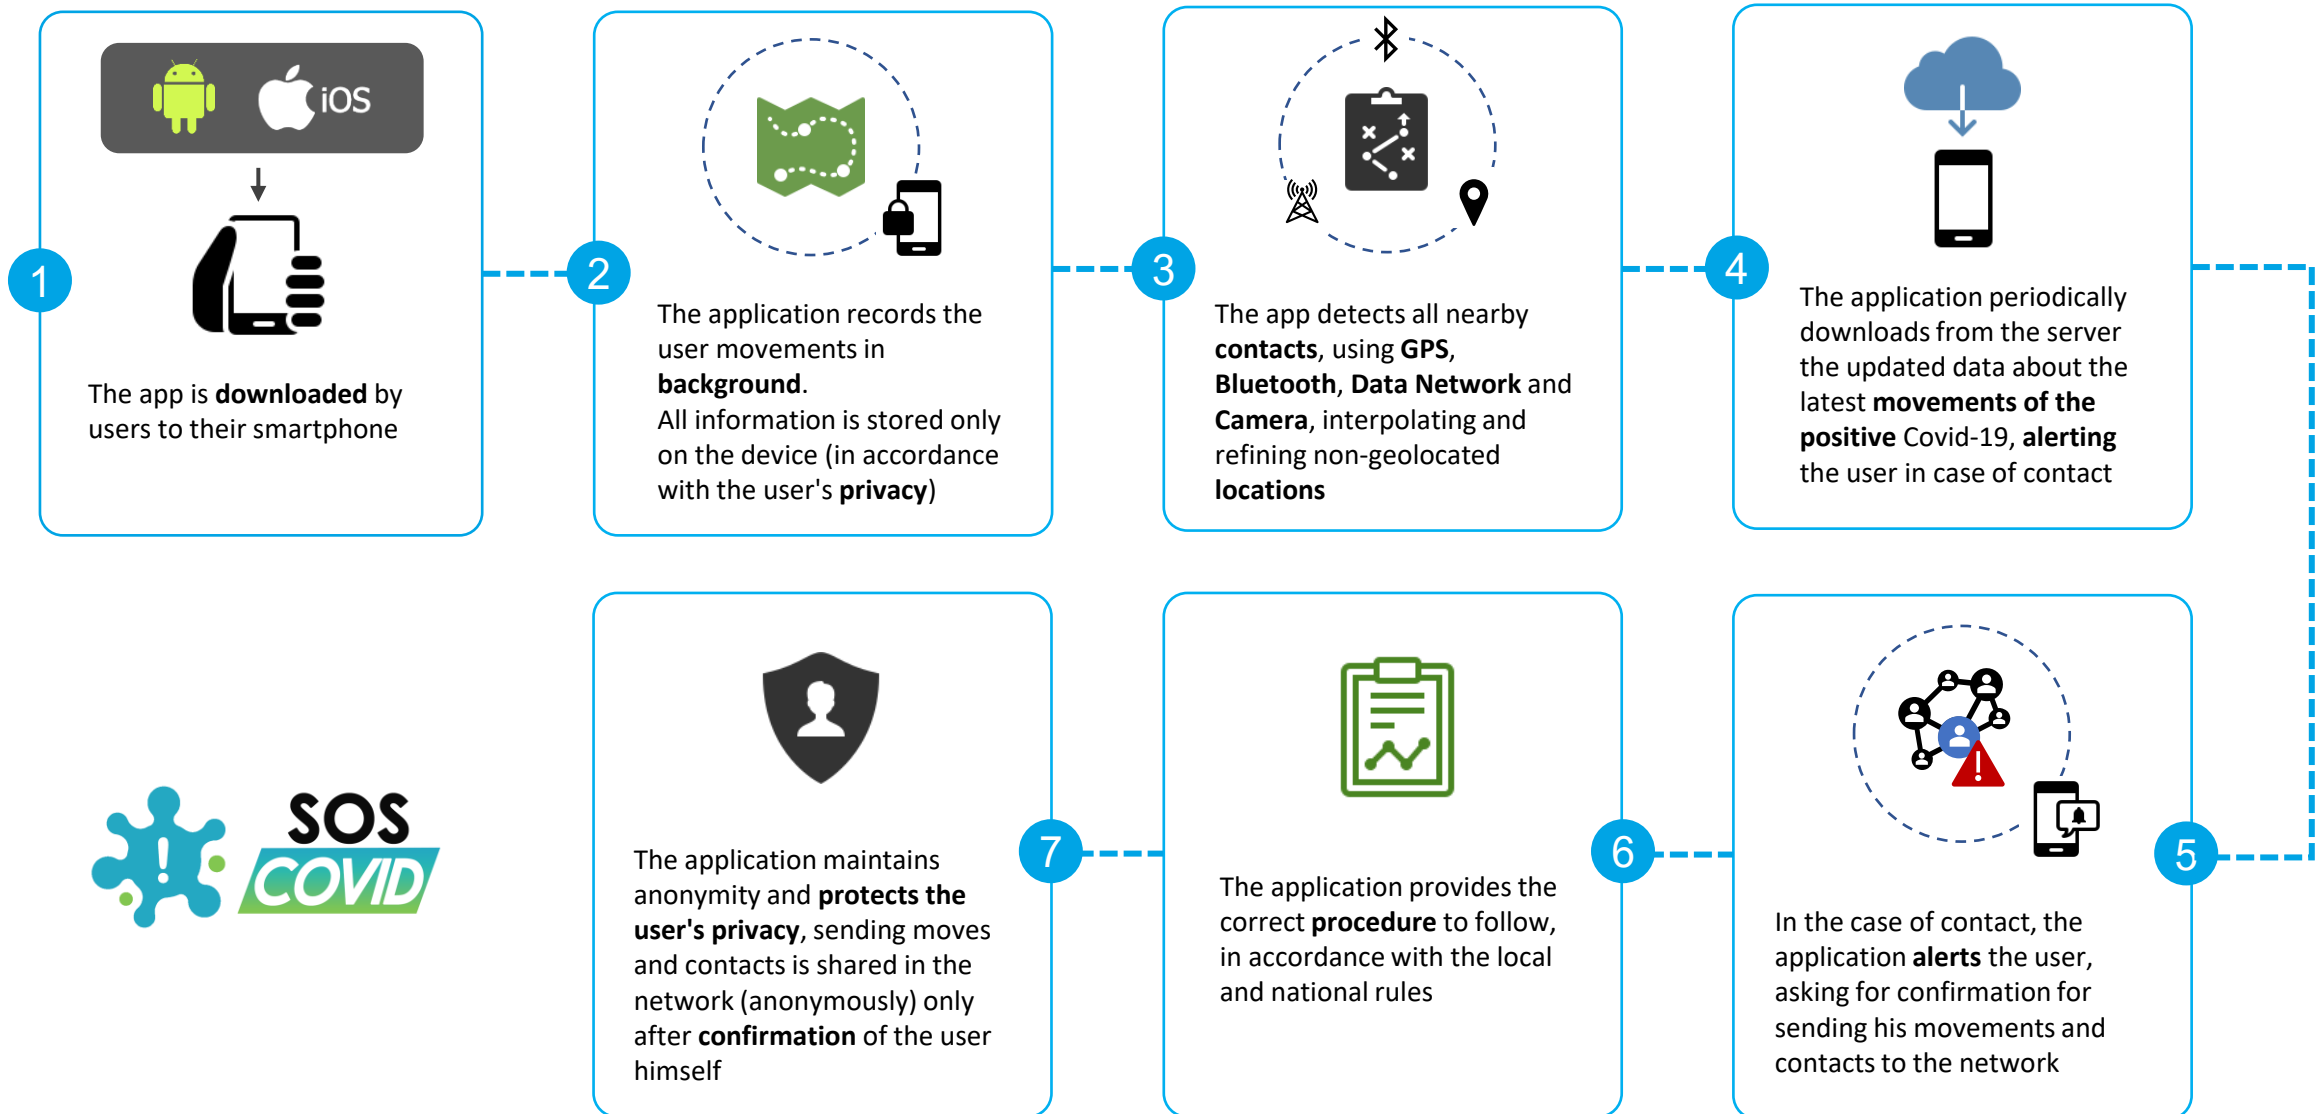 iOS
1
The app is downloaded by
users to their smartphone
2
The application records the
user movements in
background.
All information is stored only
on the device (in accordance
with the user's privacy)
3
The app detects all nearby
contacts, using GPS,
Bluetooth, Data Network and
Camera, interpolating and
refining non-geolocated
locations
4
The application periodically
downloads from the server
the updated data about the
latest movements of the
positive Covid-19, alerting
the user in case of contact
5
In the case of contact, the
application alerts the user,
asking for confirmation for
sending his movements and
contacts to the network
6
The application provides the
correct procedure to follow,
in accordance with the local
and national rules
7
The application maintains
anonymity and protects the
user's privacy, sending moves
and contacts is shared in the
network (anonymously) only
after confirmation of the user
himself
SOS
COVID